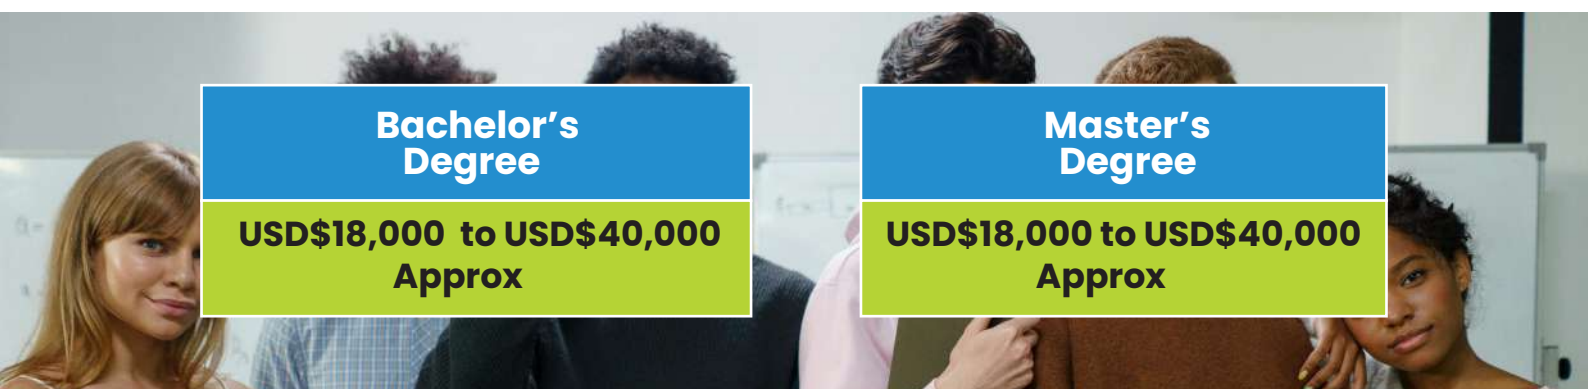 Bachelor’s
Degree
USD$18,000 to USD$40,000
Approx
Master’s
Degree
USD$18,000 to USD$40,000
Approx